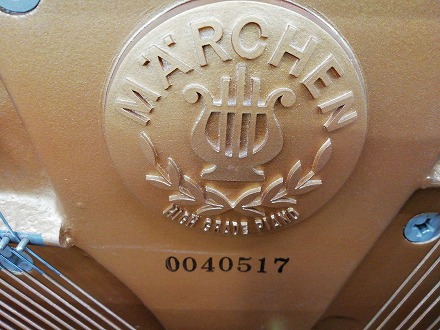 MÄRCHEN
HIGH GRADE PIANO
0040517